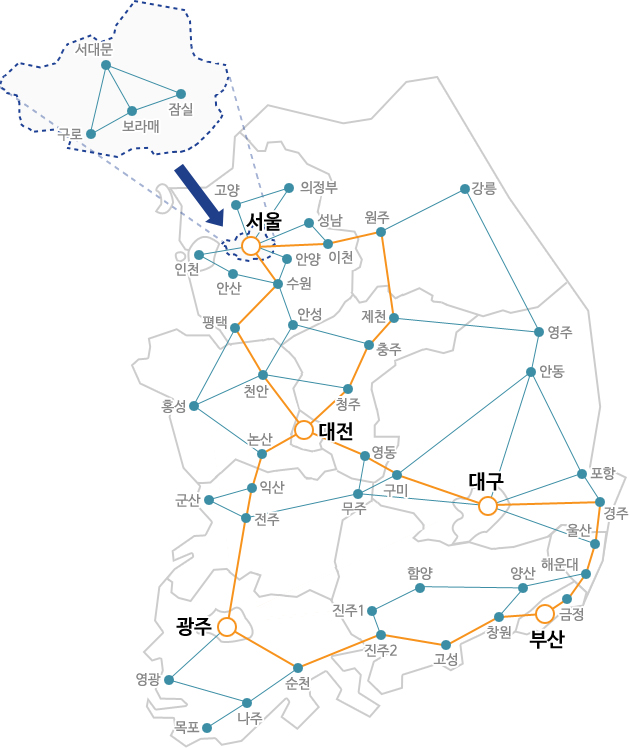 서대문
잠실
보라매
구로
고양
의정부
강릉
서울
성남
원주
인천
안양
이천
안산
수원
평택
안성
제천
충주
영주
안동
홍성
천안
청주
대전
논산
영동
포항
군산
익산
무주
구미
대구
경주
전주
울산
해운대
함양
양산
진주1
금정
광주
창원
부산
진주2
고성
영광
순천
나주
목포